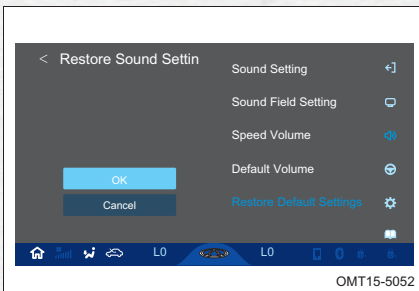 < Restore Sound Settin
Sound Setting
Sound Field Setting
Speed Volume
Default Volume
Restore Default Settings
OK
Cancel
L0
L0
OMT15-5052